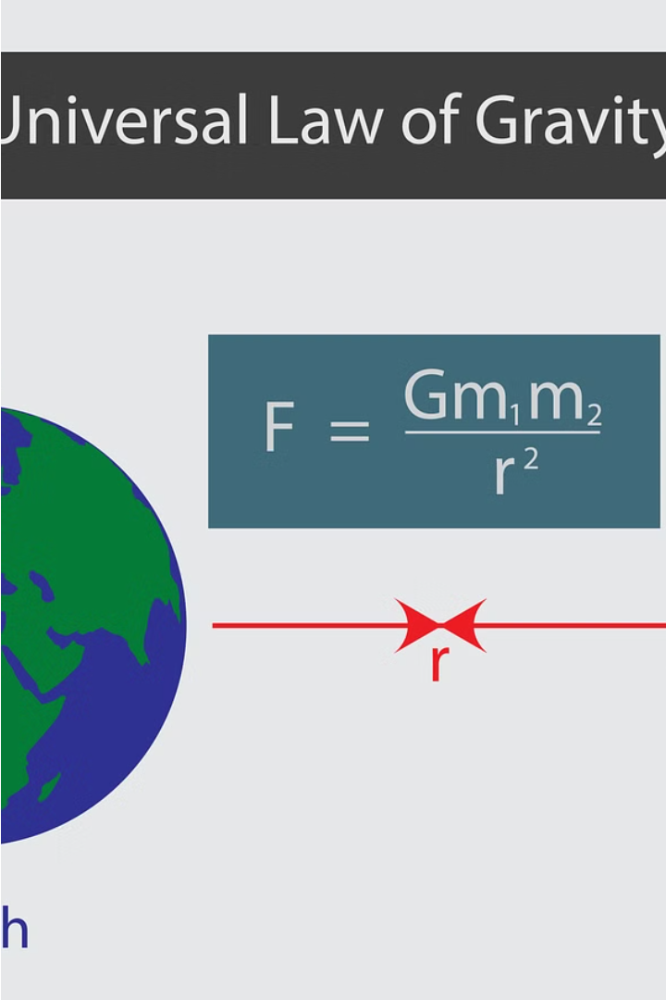 Universal Law of Gravity
F = Gm₁m₂ / r²
r
h